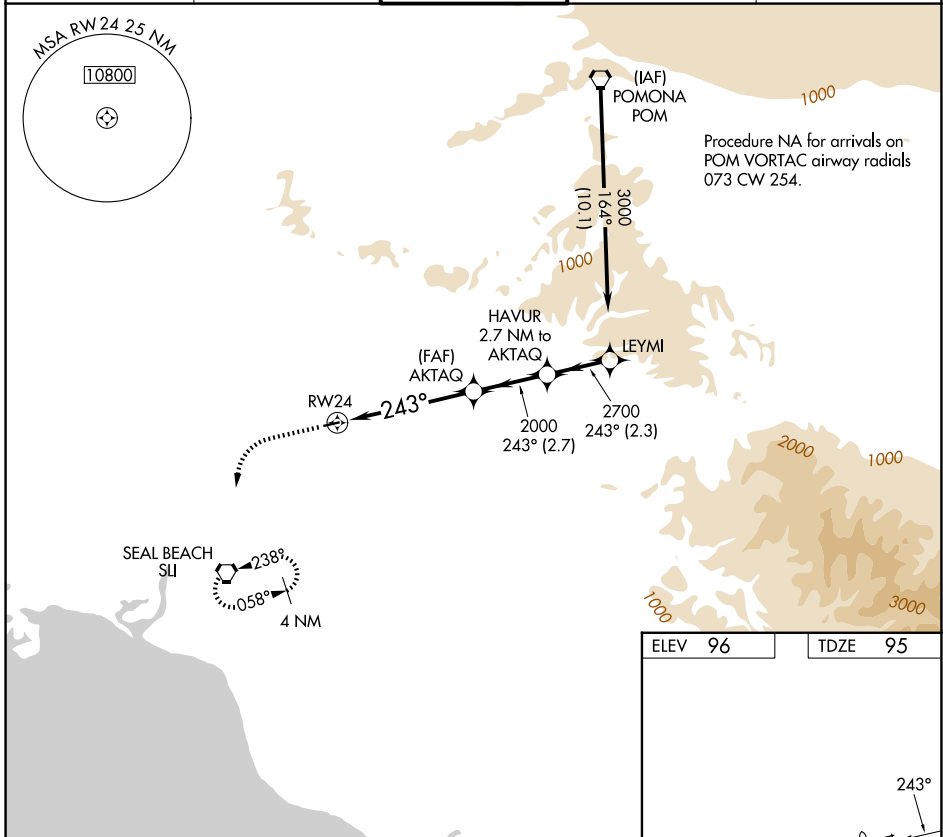 MSA RW24 25 NM
10800
(IAF)
POMONA
POM
1000
Procedure NA for arrivals on
POM VORTAC airway radials
073 CW 254.
3000
164°
(10.1)
1000
HAVUR
2.7 NM to
AKTAQ
LEYMI
(FAF)
AKTAQ
RW24
243°
2000
243° (2.7)
2700
243° (2.3)
2000
1000
SEAL BEACH
SLI
238°
058°
4 NM
1000
3000
ELEV 96
TDZE 95
243°